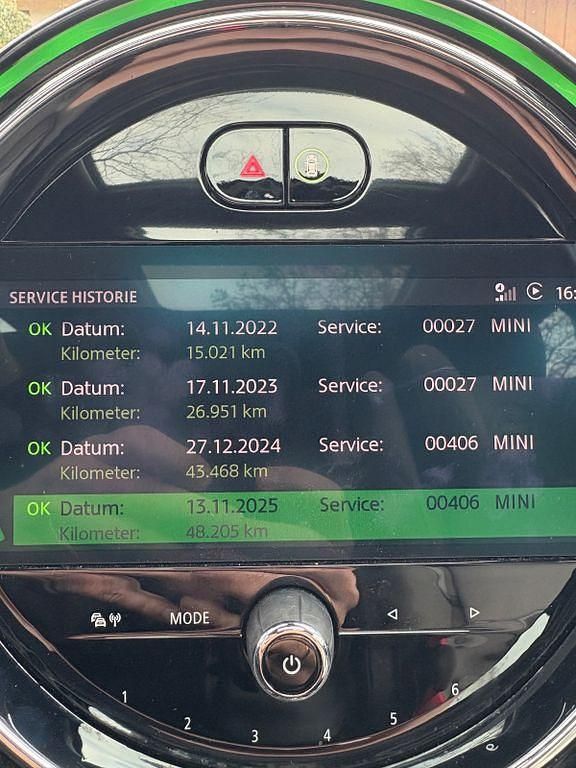 SERVICE HISTORIE 4 16:
OK Datum: 14.11.2022 Service: 00027 MINI
Kilometer: 15.021 km
OK Datum: 17.11.2023 Service: 00027 MINI
Kilometer: 26.951 km
OK Datum: 27.12.2024 Service: 00406 MINI
Kilometer: 43.468 km
OK Datum: 13.11.2025 Service: 00406 MINI
Kilometer: 48.205 km
MODE
1 2 3 4 5 6